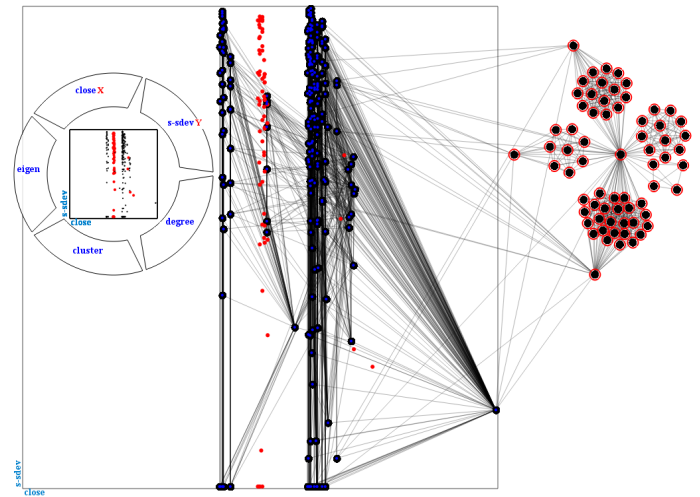 close X
s-sdev Y
eigen
s-sdev
close
degree
cluster
s-sdev
close